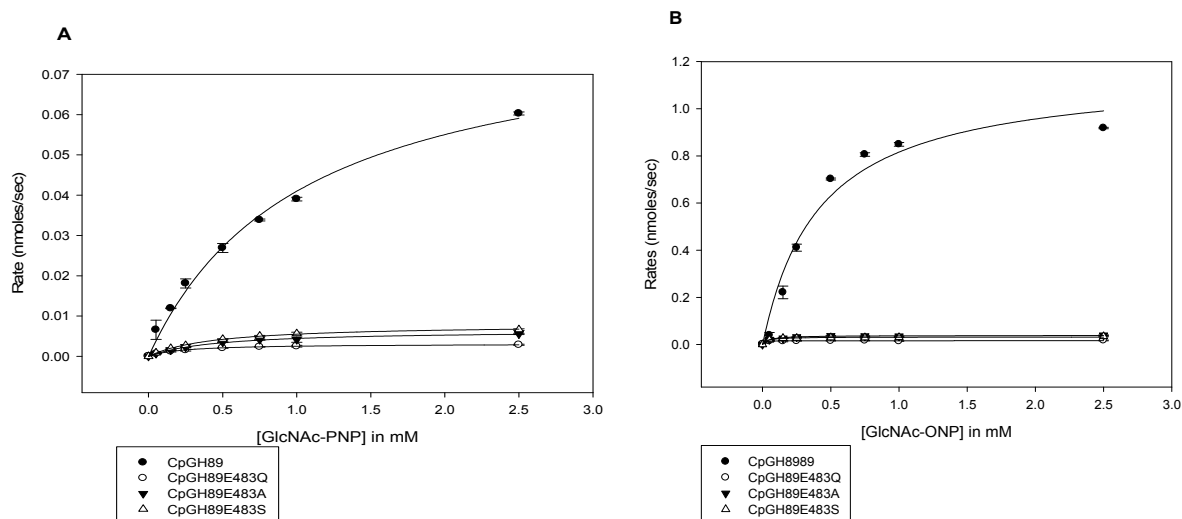 A
Rate (nmoles/sec)
0.07
0.06
0.05
0.04
0.03
0.02
0.01
0.00
0.0 0.5 1.0 1.5 2.0 2.5 3.0
[GlcNAc-PNP] in mM
CpGH89
CpGH89E483Q
CpGH89E483A
CpGH89E483S
B
Rates (nmoles/sec)
1.2
1.0
0.8
0.6
0.4
0.2
0.0
0.0 0.5 1.0 1.5 2.0 2.5 3.0
[GlcNAc-ONP] in mM
CpGH8989
CpGH89E483Q
CpGH89E483A
CpGH89E483S